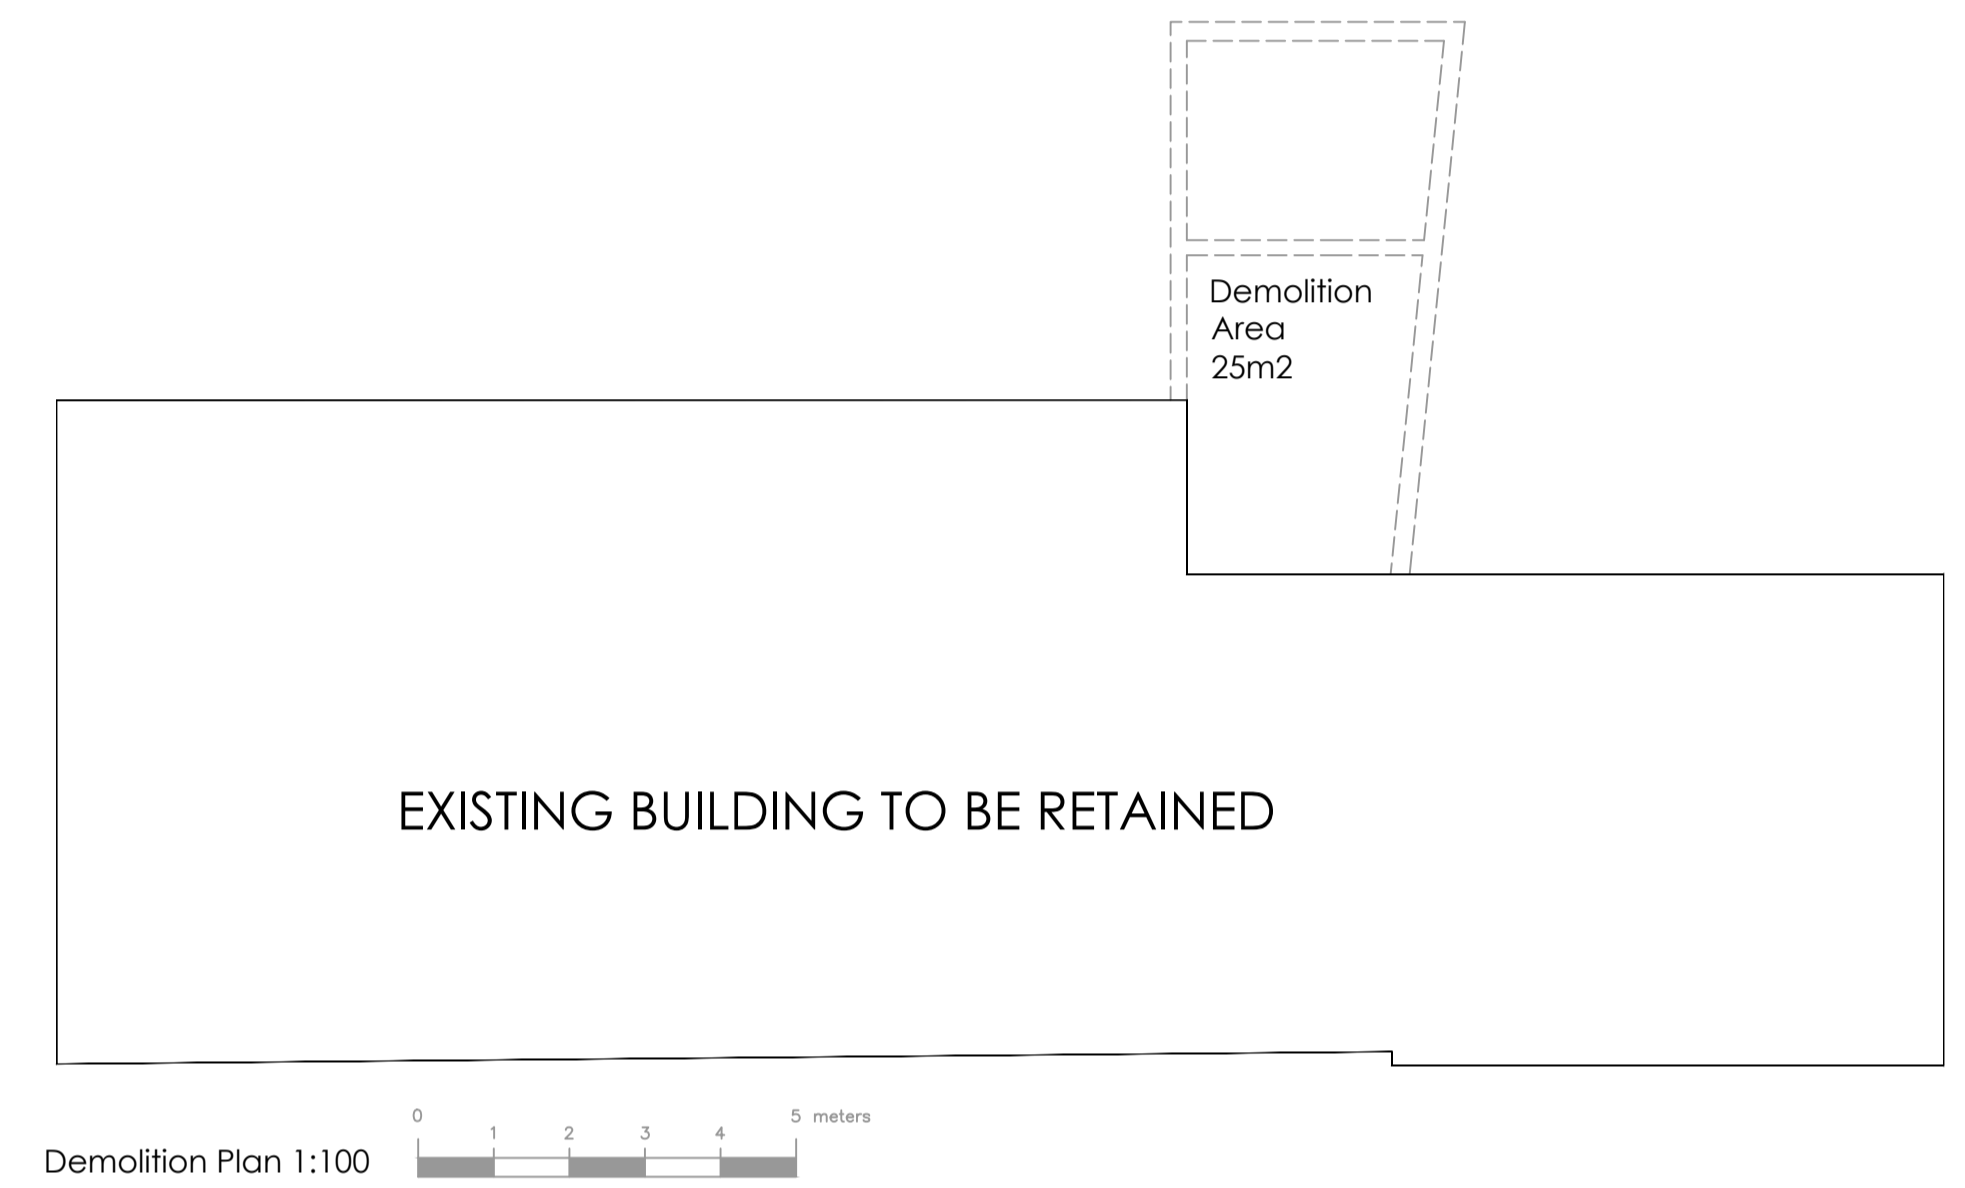 Demolition
Area
25m2
EXISTING BUILDING TO BE RETAINED
0 5 meters
1 2 3 4
Demolition Plan 1:100